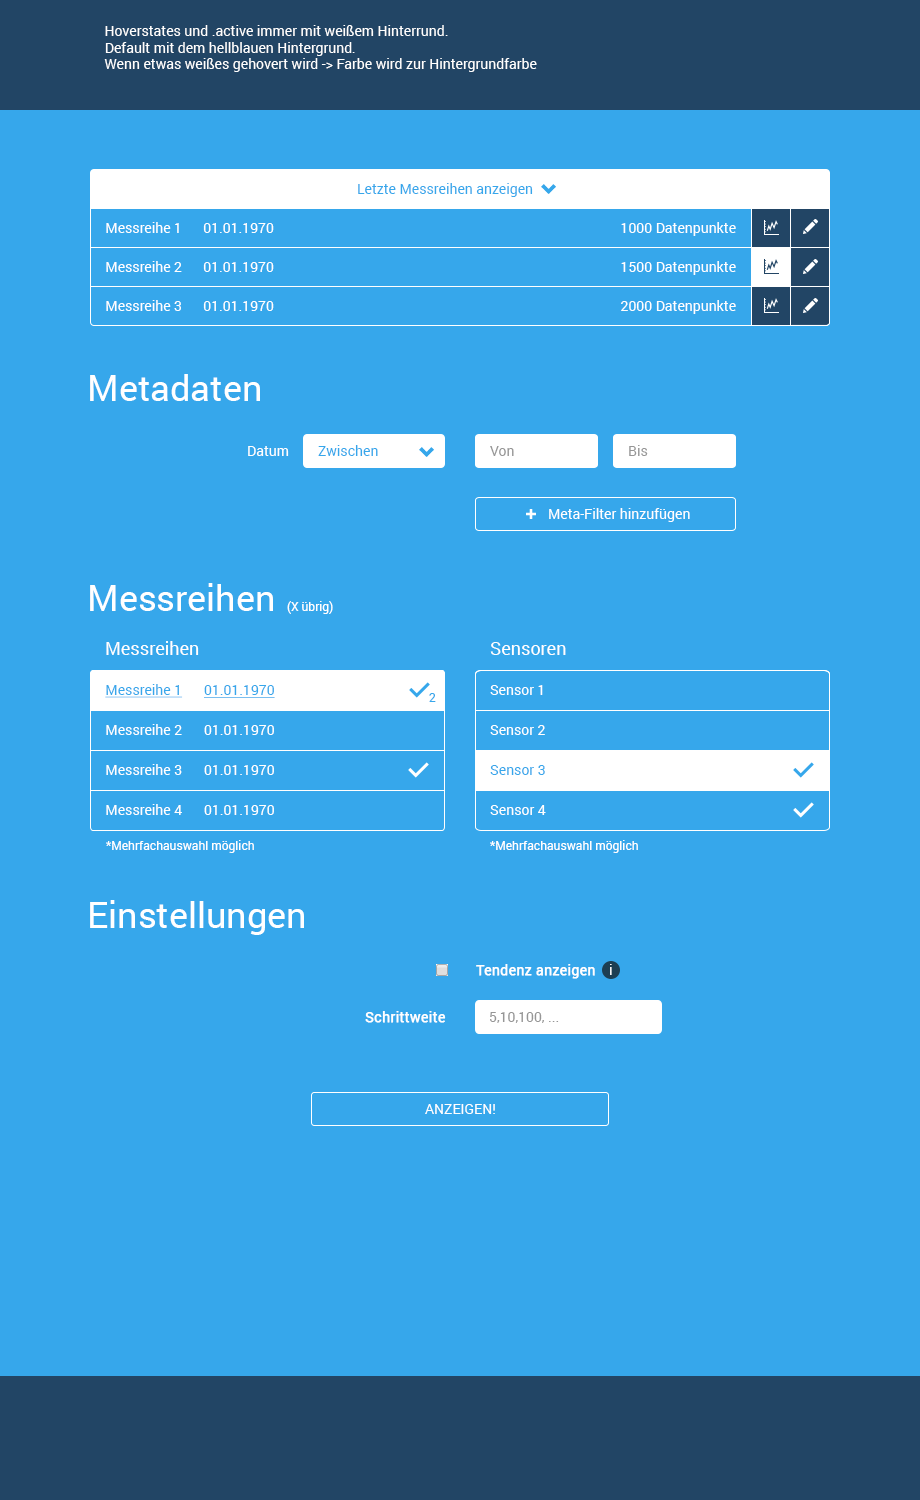 Hoverstates und .active immer mit weißem Hinterrund.
Default mit dem hellblauen Hintergrund.
Wenn etwas weißes gehovert wird -> Farbe wird zur Hintergrundfarbe
Letzte Messreihen anzeigen
Messreihe 1 01.01.1970 1000 Datenpunkte
Messreihe 2 01.01.1970 1500 Datenpunkte
Messreihe 3 01.01.1970 2000 Datenpunkte
Metadaten
Datum Zwischen Von Bis
+ Meta-Filter hinzufügen
Messreihen (X übrig)
Messreihen
Messreihe 1 01.01.1970 2
Messreihe 2 01.01.1970
Messreihe 3 01.01.1970
Messreihe 4 01.01.1970
*Mehrfachauswahl möglich
Sensoren
Sensor 1
Sensor 2
Sensor 3
Sensor 4
*Mehrfachauswahl möglich
Einstellungen
Tendenz anzeigen i
Schrittweite 5,10,100, ...
ANZEIGEN!